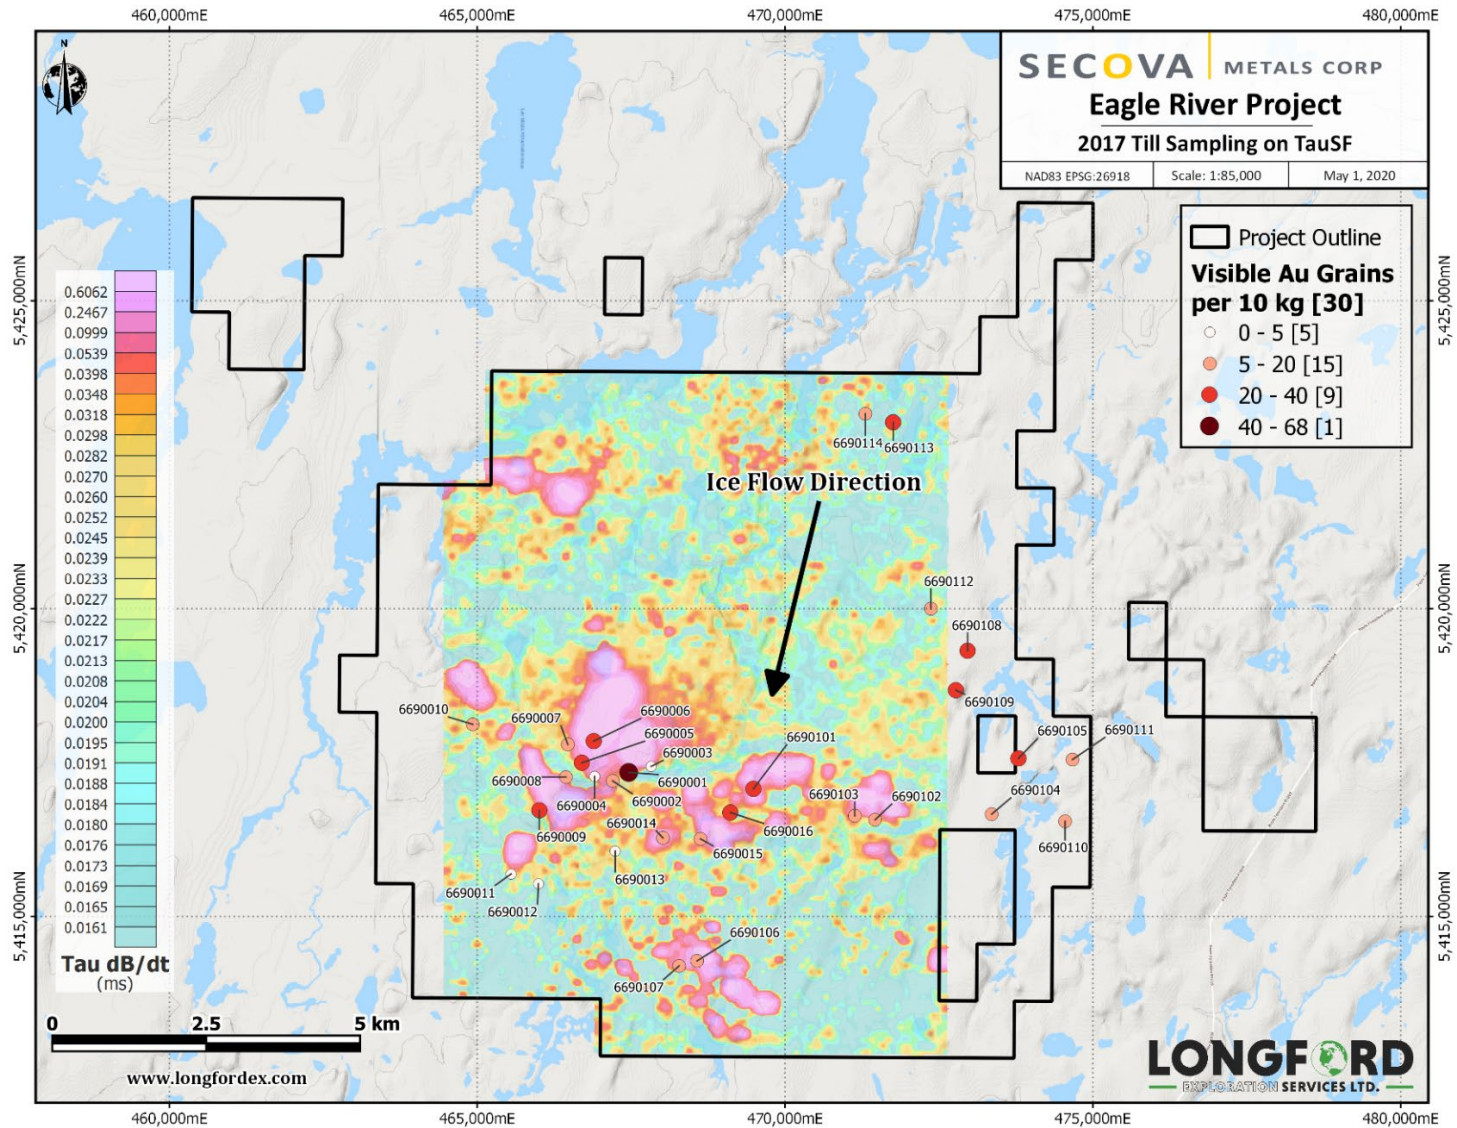 460,000mE
465,000mE
470,000mE
475,000mE
480,000mE
N
SECOVA METALS CORP
Eagle River Project
2017 Till Sampling on TauSF
NAD83 EPSG:26918
Scale: 1:85,000
May 1, 2020
Project Outline
Visible Au Grains
per 10 kg [30]
0 - 5 [5]
5 - 20 [15]
20 - 40 [9]
40 - 68 [1]
5,425,000mN
5,420,000mN
5,415,000mN
5,425,000mN
5,420,000mN
5,415,000mN
0.6062
0.2467
0.0999
0.0539
0.0398
0.0348
0.0318
0.0298
0.0282
0.0270
0.0260
0.0252
0.0245
0.0239
0.0233
0.0227
0.0222
0.0217
0.0213
0.0208
0.0204
0.0200
0.0195
0.0191
0.0188
0.0184
0.0180
0.0176
0.0173
0.0169
0.0165
0.0161
Tau dB/dt
(ms)
6690114
6690113
Ice Flow Direction
6690112
6690108
6690109
6690010
6690007
6690006
6690005
6690003
6690101
6690105
6690111
6690008
6690001
6690004
6690002
6690103
6690102
6690104
6690009
6690014
6690016
6690110
6690015
6690013
6690011
6690012
6690106
6690107
0
2.5
5 km
www.longfordex.com
LONGFORD
EXPLORATION SERVICES LTD.
460,000mE
465,000mE
470,000mE
475,000mE
480,000mE